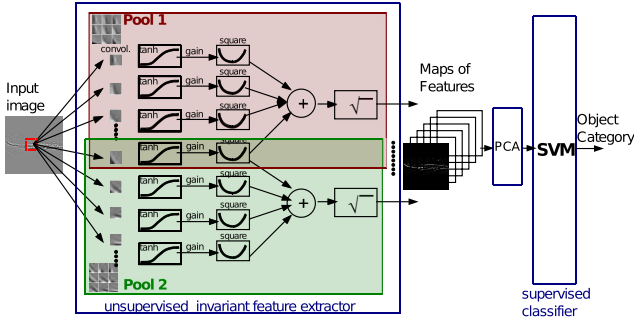 Pool 1
convol.
Input
image
tanh
gain
square
tanh
gain
square
tanh
gain
square
tanh
gain
square
tanh
gain
square
tanh
gain
square
tanh
gain
square
+
√
+
√
Maps of
Features
PCA
SVM
Object
Category
Pool 2
unsupervised invariant feature extractor
supervised
classifier